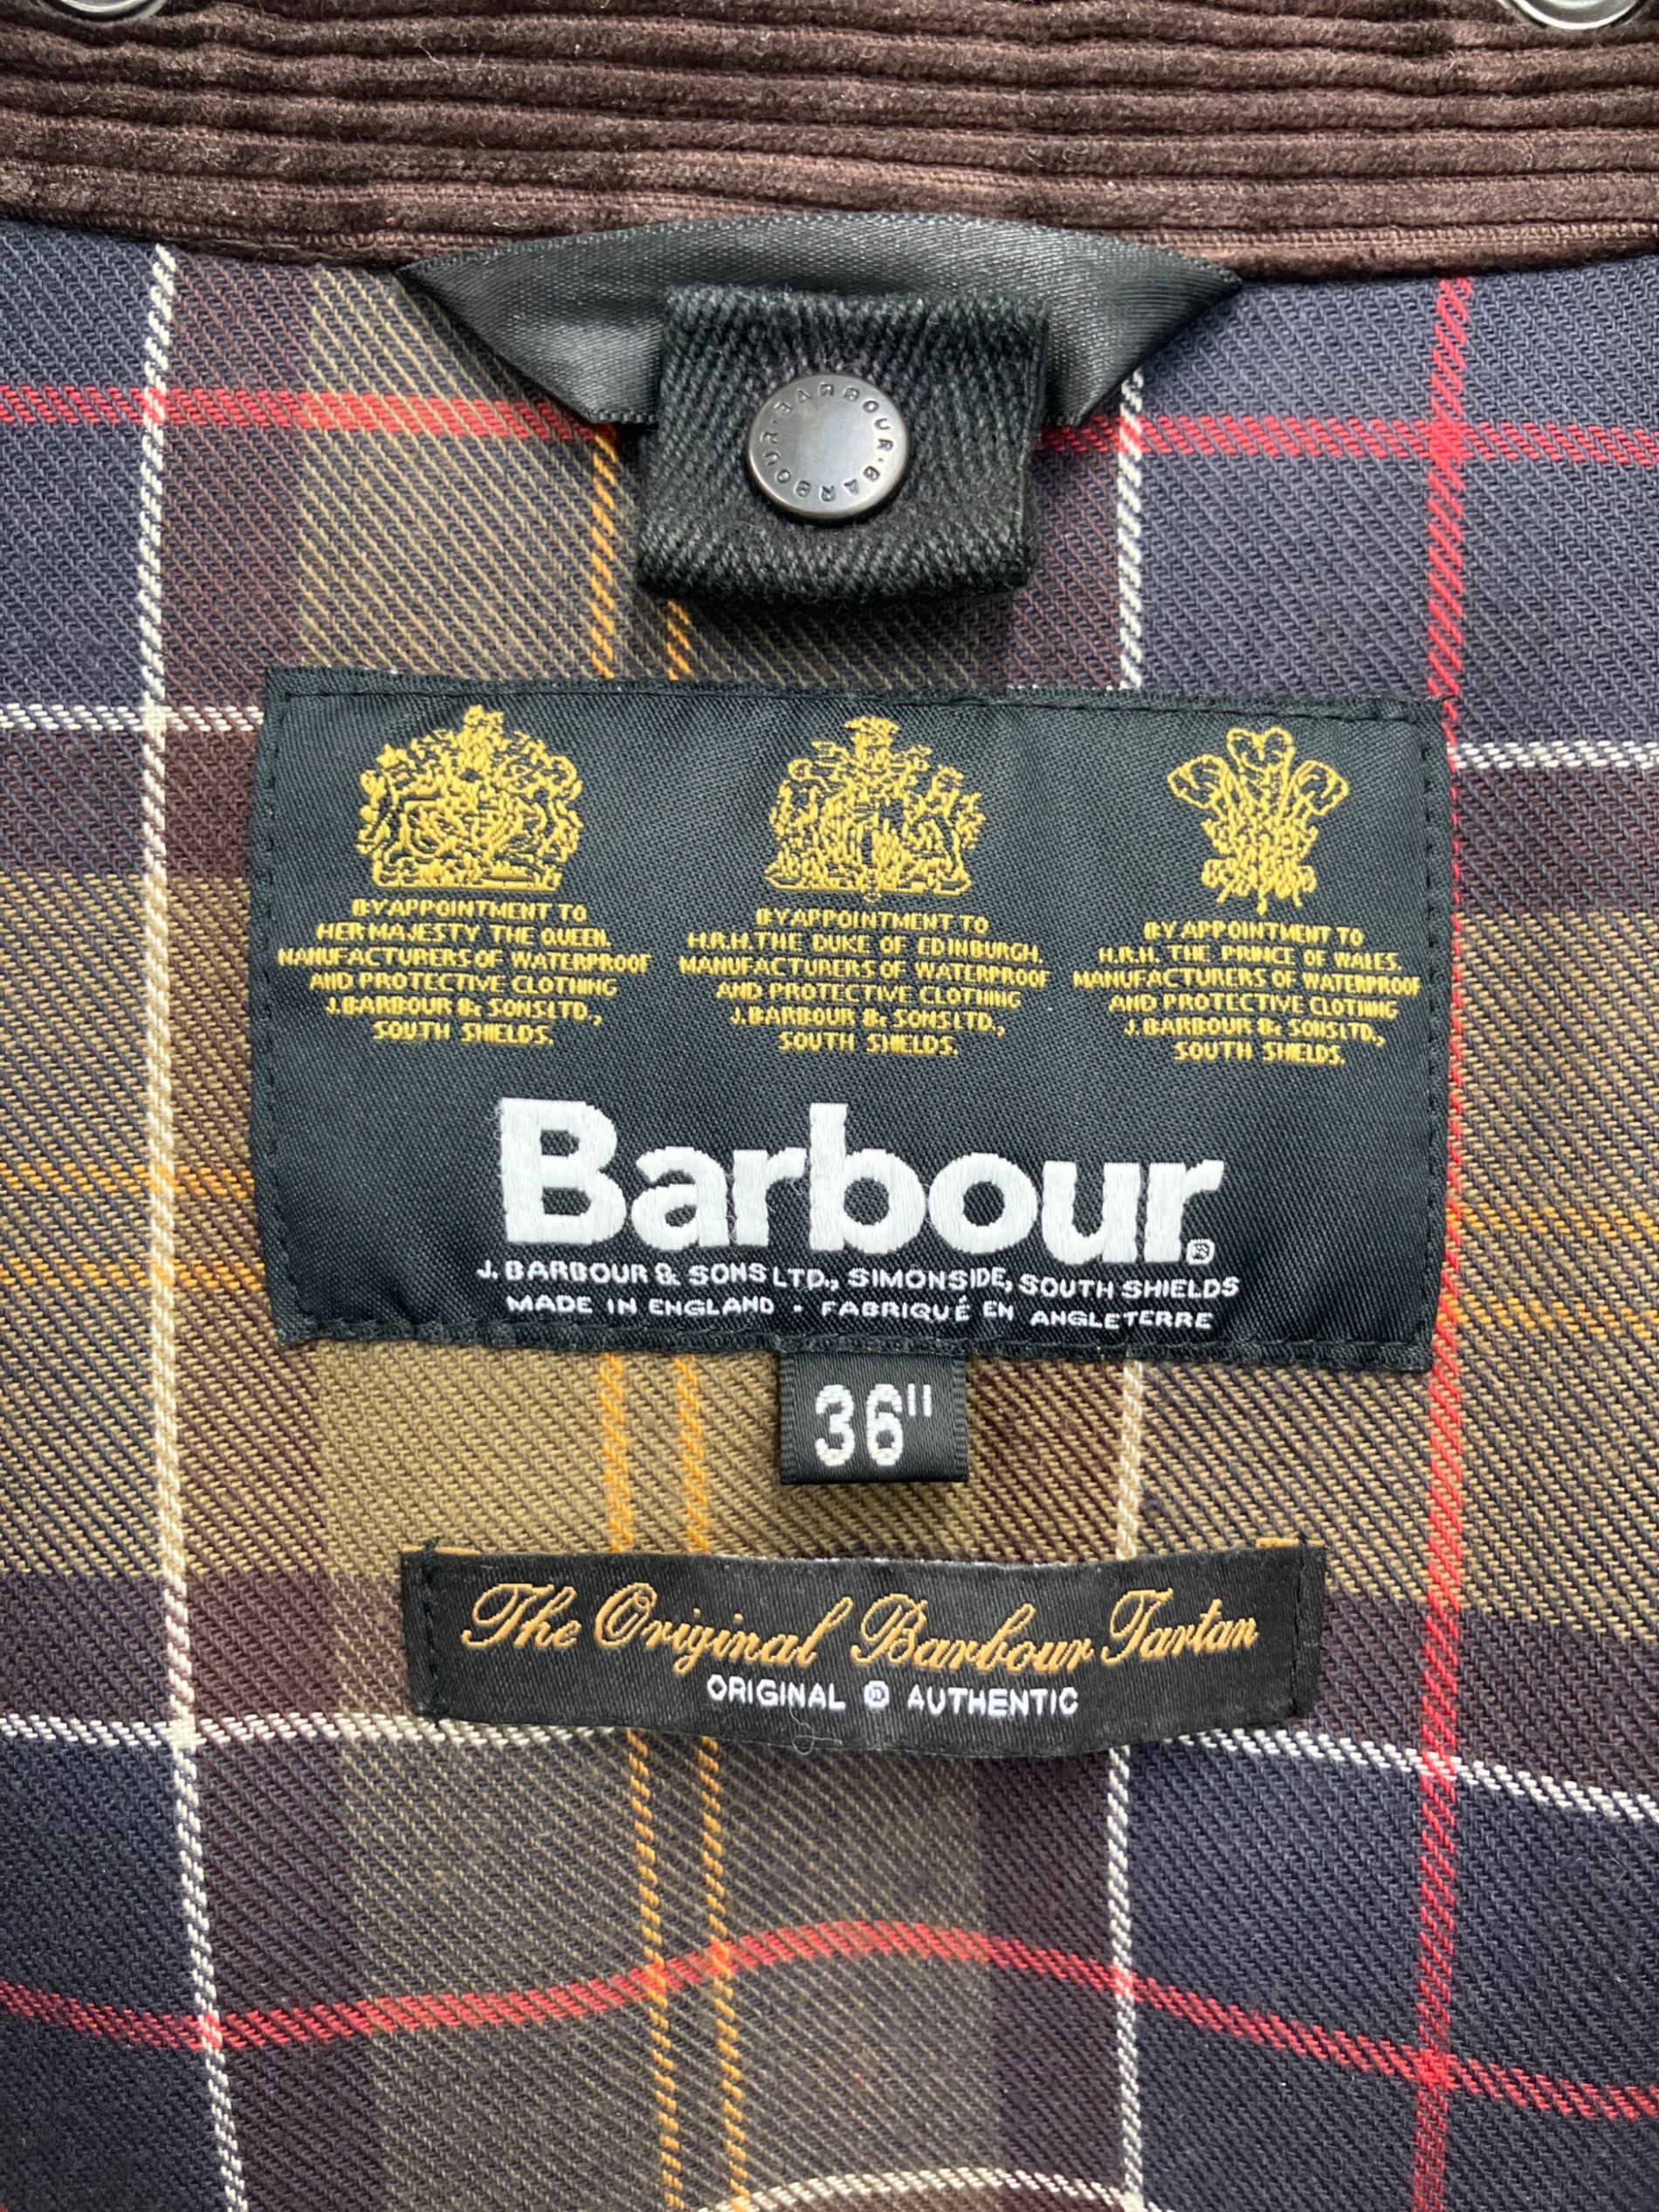 BARBOUR · BARBOUR · BARBOUR ·
BY APPOINTMENT TO
HER MAJESTY THE QUEEN.
MANUFACTURERS OF WATERPROOF
AND PROTECTIVE CLOTHING
J. BARBOUR & SONS LTD.,
SOUTH SHIELDS.
BY APPOINTMENT TO
H.R.H. THE DUKE OF EDINBURGH.
MANUFACTURERS OF WATERPROOF
AND PROTECTIVE CLOTHING
J. BARBOUR & SONS LTD.,
SOUTH SHIELDS.
BY APPOINTMENT TO
H.R.H. THE PRINCE OF WALES.
MANUFACTURERS OF WATERPROOF
AND PROTECTIVE CLOTHING
J. BARBOUR & SONS LTD.,
SOUTH SHIELDS.
Barbour®
J. BARBOUR & SONS LTD., SIMONSIDE, SOUTH SHIELDS
MADE IN ENGLAND · FABRIQUÉ EN ANGLETERRE
36"
The Original Barbour Tartan
ORIGINAL ® AUTHENTIC